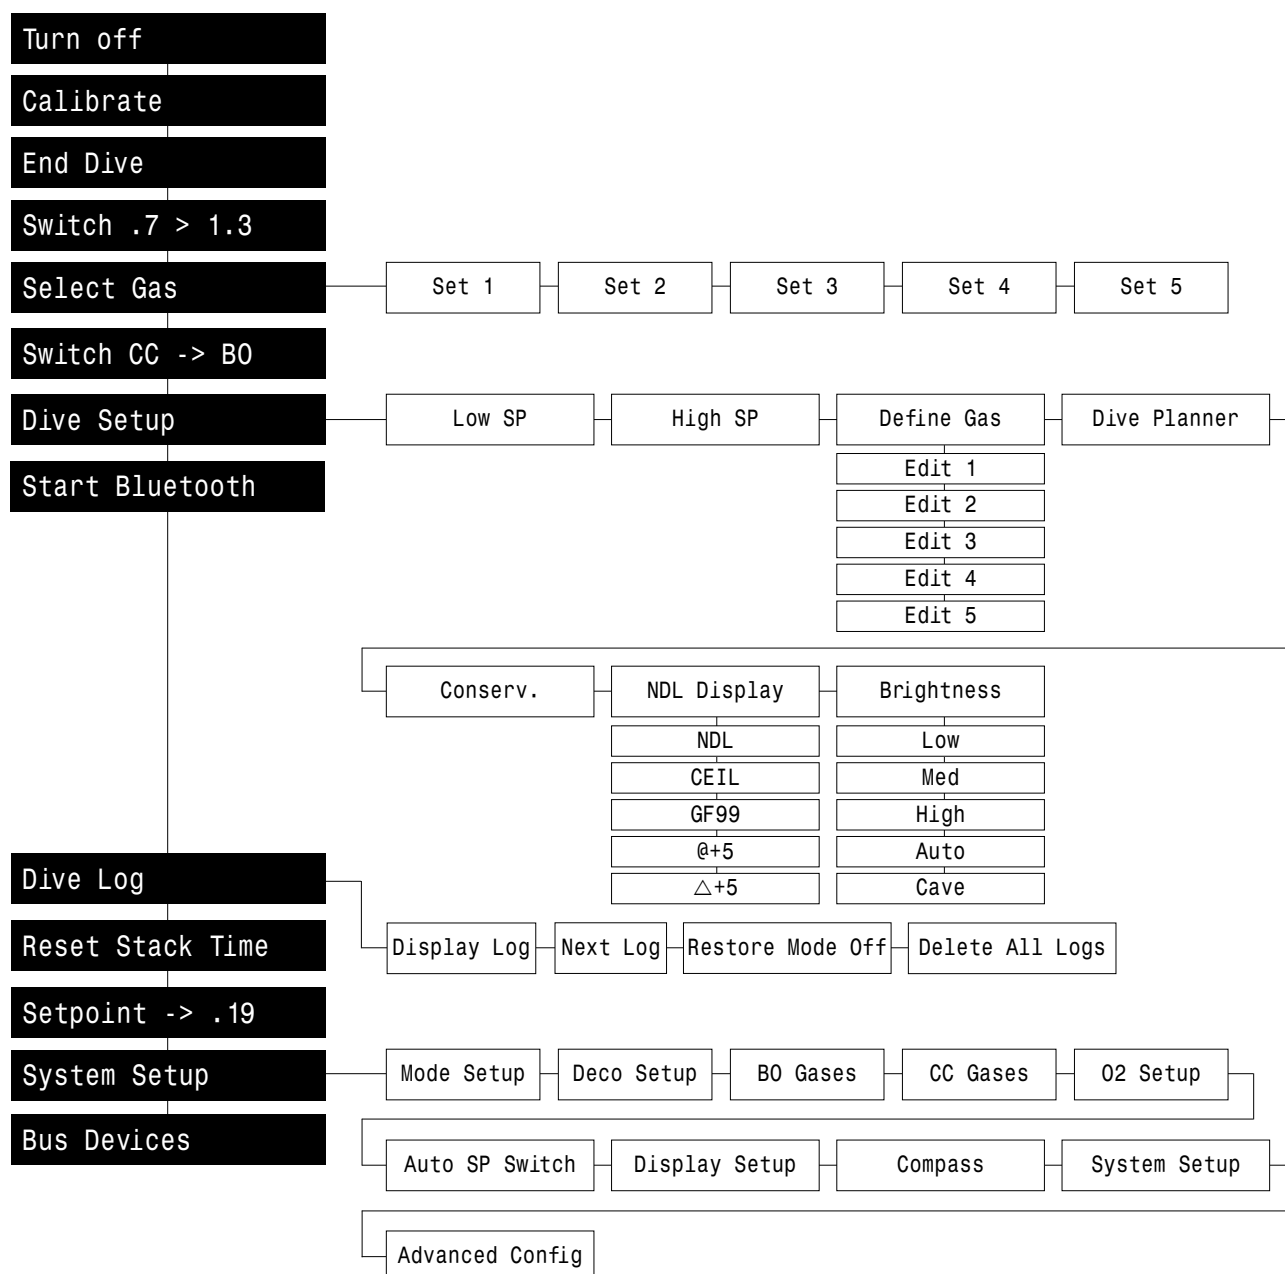 Turn off
Calibrate
End Dive
Switch .7 > 1.3
Select Gas
Set 1
Set 2
Set 3
Set 4
Set 5
Switch CC -> BO
Dive Setup
Low SP
High SP
Define Gas
Dive Planner
Edit 1
Edit 2
Edit 3
Edit 4
Edit 5
Start Bluetooth
Conserv.
NDL Display
Brightness
NDL
CEIL
GF99
@+5
△+5
Low
Med
High
Auto
Cave
Dive Log
Display Log
Next Log
Restore Mode Off
Delete All Logs
Reset Stack Time
Setpoint -> .19
System Setup
Mode Setup
Deco Setup
BO Gases
CC Gases
O2 Setup
Auto SP Switch
Display Setup
Compass
System Setup
Advanced Config
Bus Devices